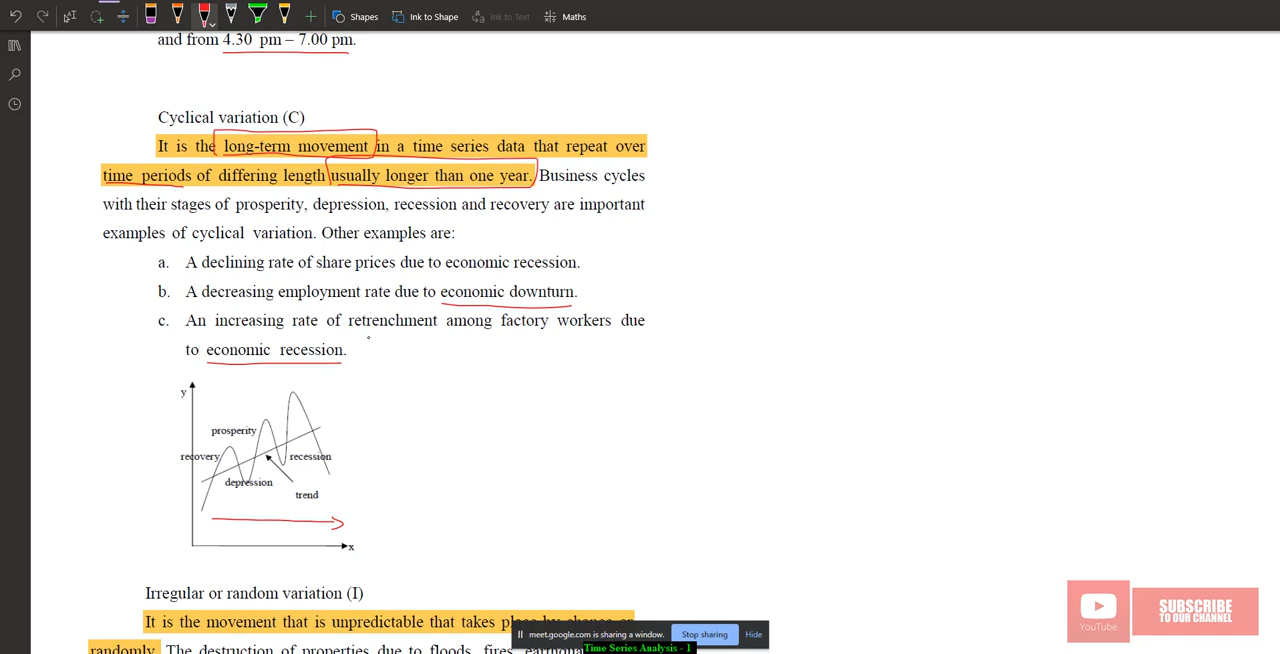 Shapes
Ink to Shape
Ink to Text
Maths
and from 4.30 pm – 7.00 pm.
Cyclical variation (C)
It is the long-term movement in a time series data that repeat over
time periods of differing length usually longer than one year. Business cycles
with their stages of prosperity, depression, recession and recovery are important
examples of cyclical variation. Other examples are:
a. A declining rate of share prices due to economic recession.
b. A decreasing employment rate due to economic downturn.
c. An increasing rate of retrenchment among factory workers due
to economic recession.
y
prosperity
recovery
recession
depression
trend
x
Irregular or random variation (I)
It is the movement that is unpredictable that takes place by chance or
randomly. The destruction of properties due to floods, fires,
meet.google.com is sharing a window.
Stop sharing
Hide
Time Series Analysis - 1
YouTube
SUBSCRIBE
TO OUR CHANNEL